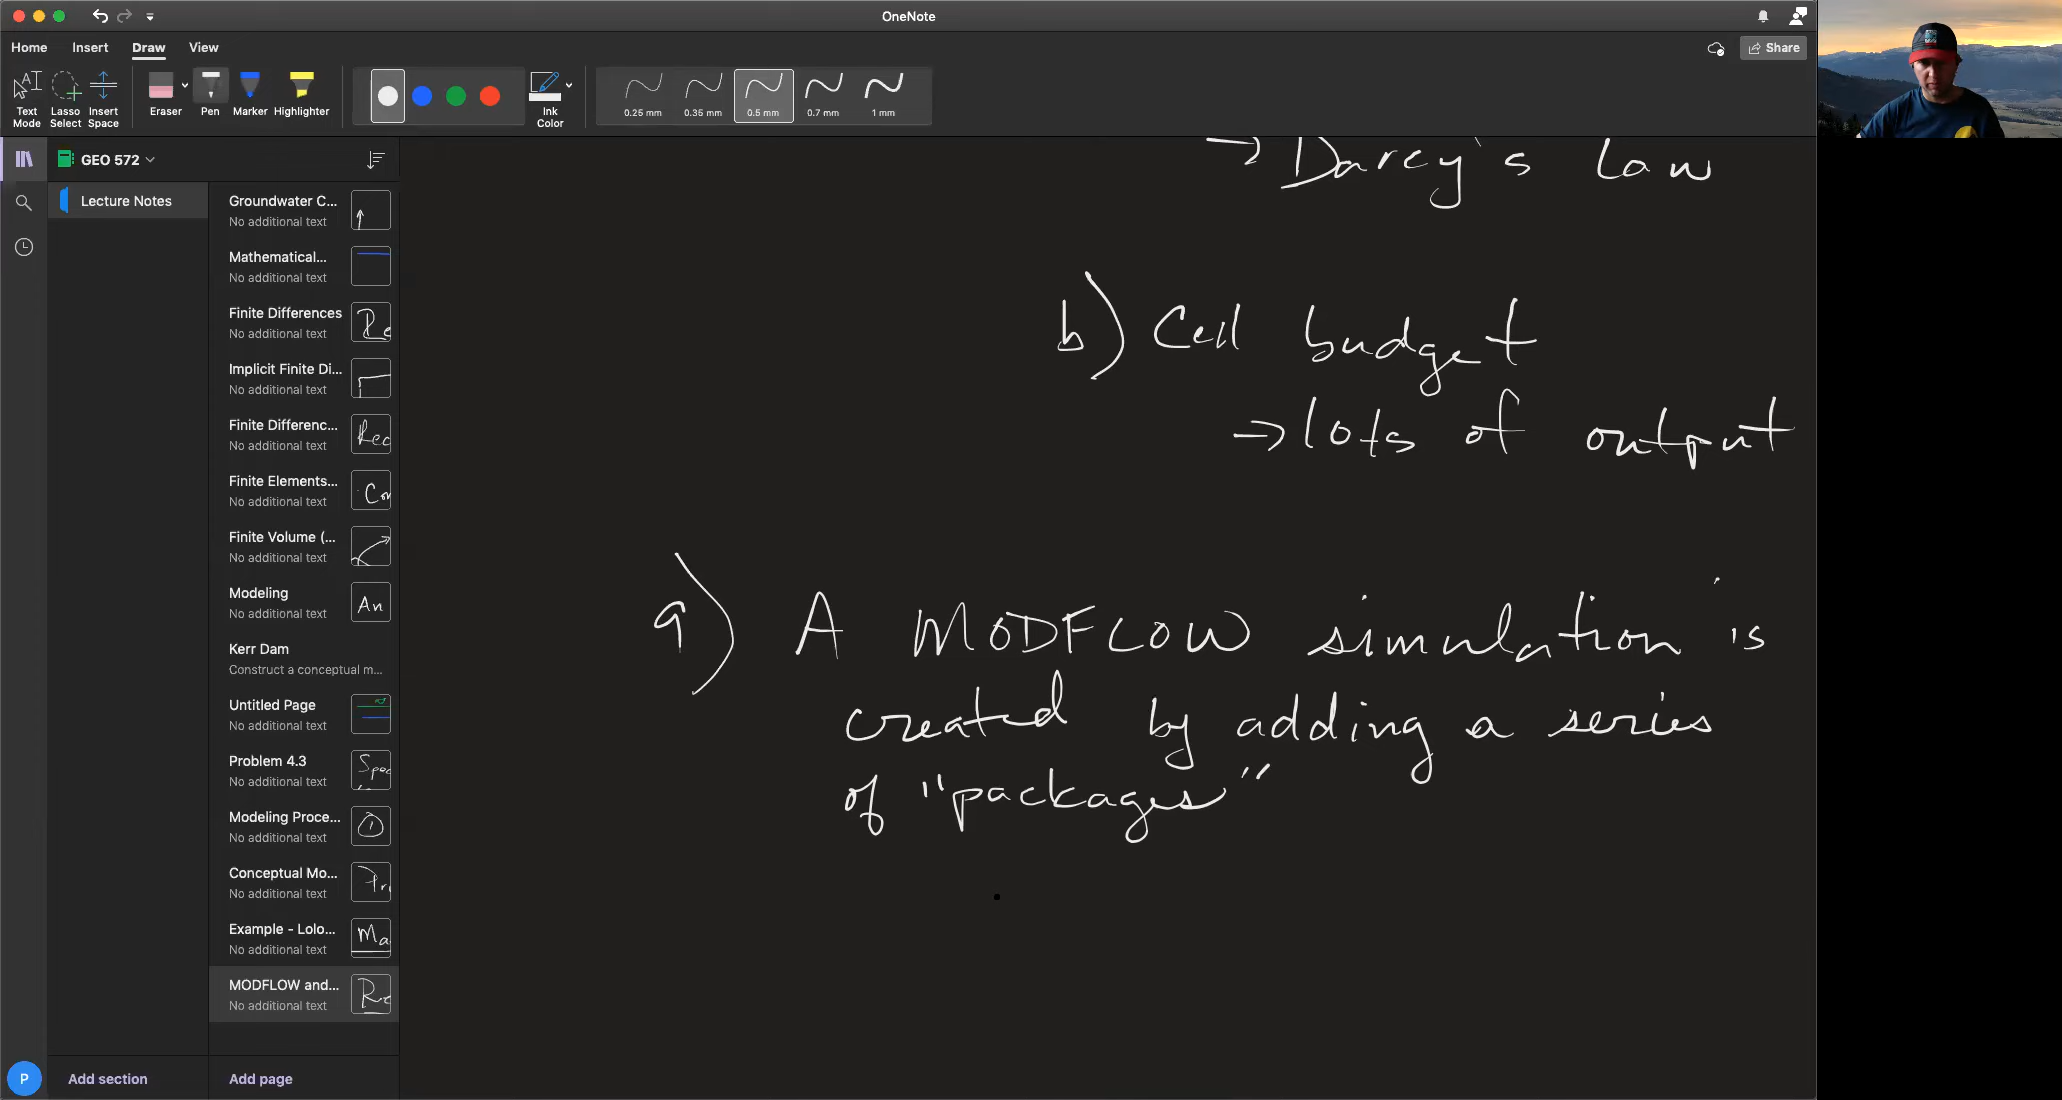 OneNote
Home Insert Draw View
Share
Text Mode
Lasso Select
Insert Space
Eraser
Pen
Marker
Highlighter
Ink Color
0.25 mm
0.35 mm
0.5 mm
0.7 mm
1 mm
GEO 572
Lecture Notes
Groundwater C...
No additional text
Mathematical...
No additional text
Finite Differences
No additional text
Implicit Finite Di...
No additional text
Finite Differenc...
No additional text
Finite Elements...
No additional text
Finite Volume (...
No additional text
Modeling
No additional text
An
Kerr Dam
Construct a conceptual m...
Untitled Page
No additional text
Problem 4.3
No additional text
Modeling Proce...
No additional text
Conceptual Mo...
No additional text
Example - Lolo...
No additional text
Ma
MODFLOW and...
No additional text
Add section
Add page
P
→ Darcy's Law
b) Cell budget
→ lots of output
9) A MODFLOW simulation is
created by adding a series
of "packages"